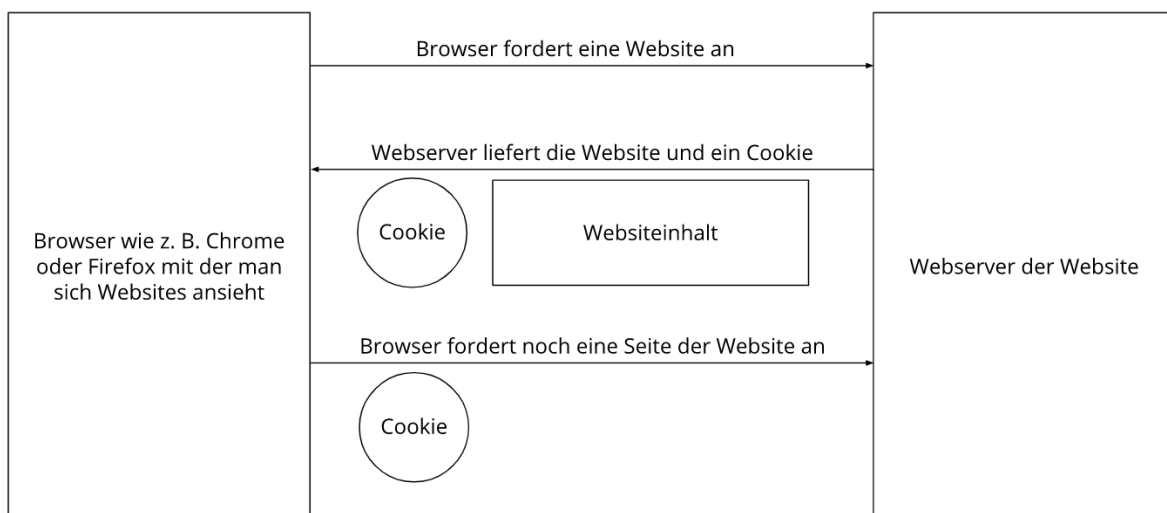 Browser fordert eine Website an
Webserver liefert die Website und ein Cookie
Cookie
Websiteinhalt
Browser wie z. B. Chrome
oder Firefox mit der man
sich Websites ansieht
Webserver der Website
Browser fordert noch eine Seite der Website an
Cookie